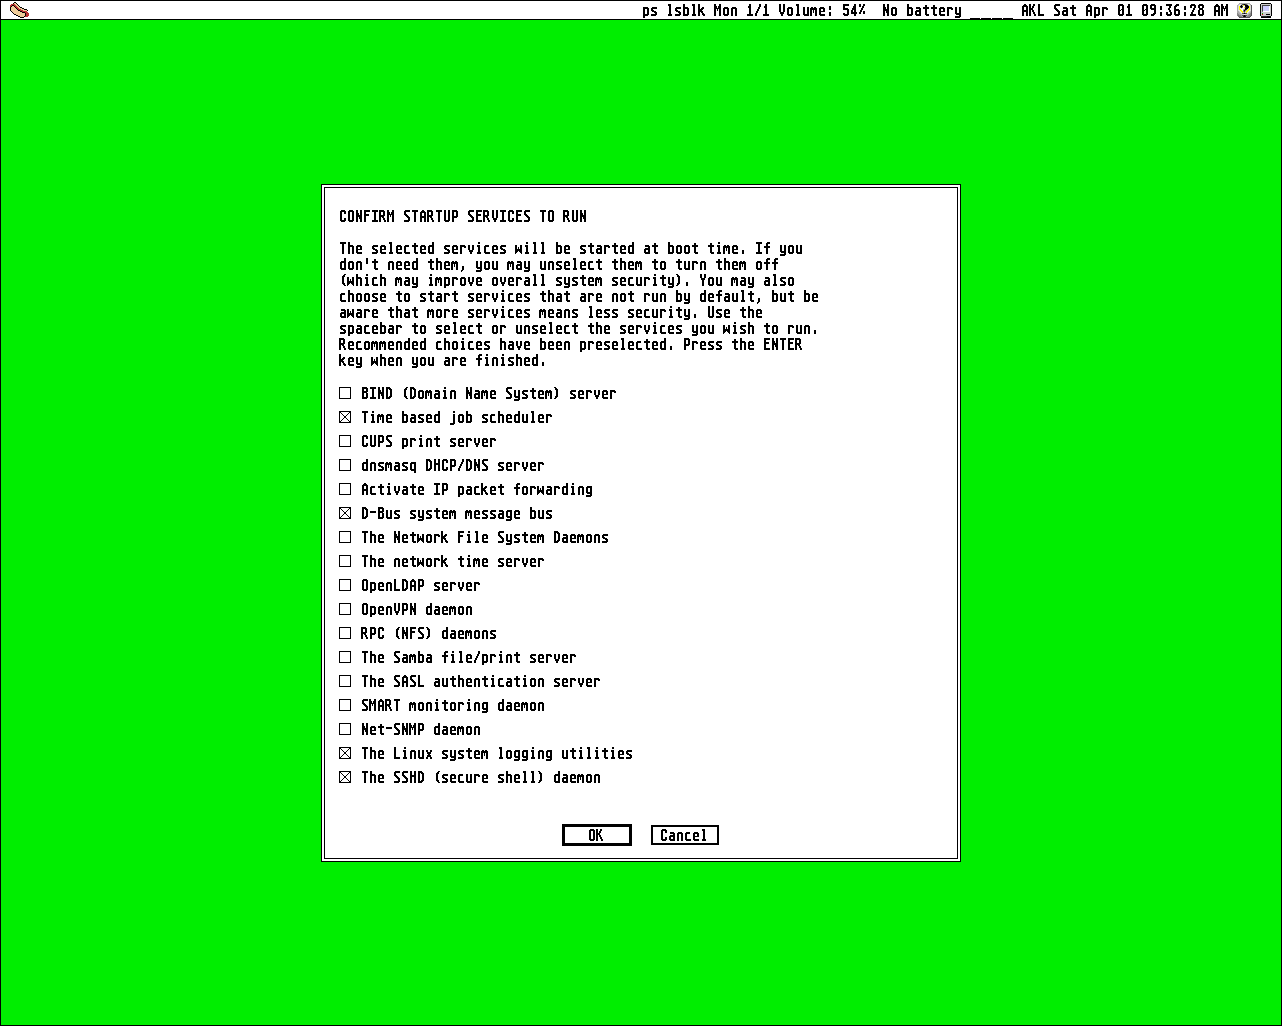 ps lsblk Mon 1/1 Volume: 54% No battery ____ AKL Sat Apr 01 09:36:28 AM
CONFIRM STARTUP SERVICES TO RUN
The selected services will be started at boot time. If you
don't need them, you may unselect them to turn them off
(which may improve overall system security). You may also
choose to start services that are not run by default, but be
aware that more services means less security. Use the
spacebar to select or unselect the services you wish to run.
Recommended choices have been preselected. Press the ENTER
key when you are finished.
BIND (Domain Name System) server
Time based job scheduler
CUPS print server
dnsmasq DHCP/DNS server
Activate IP packet forwarding
D-Bus system message bus
The Network File System Daemons
The network time server
OpenLDAP server
OpenVPN daemon
RPC (NFS) daemons
The Samba file/print server
The SASL authentication server
SMART monitoring daemon
Net-SNMP daemon
The Linux system logging utilities
The SSHD (secure shell) daemon
OK Cancel